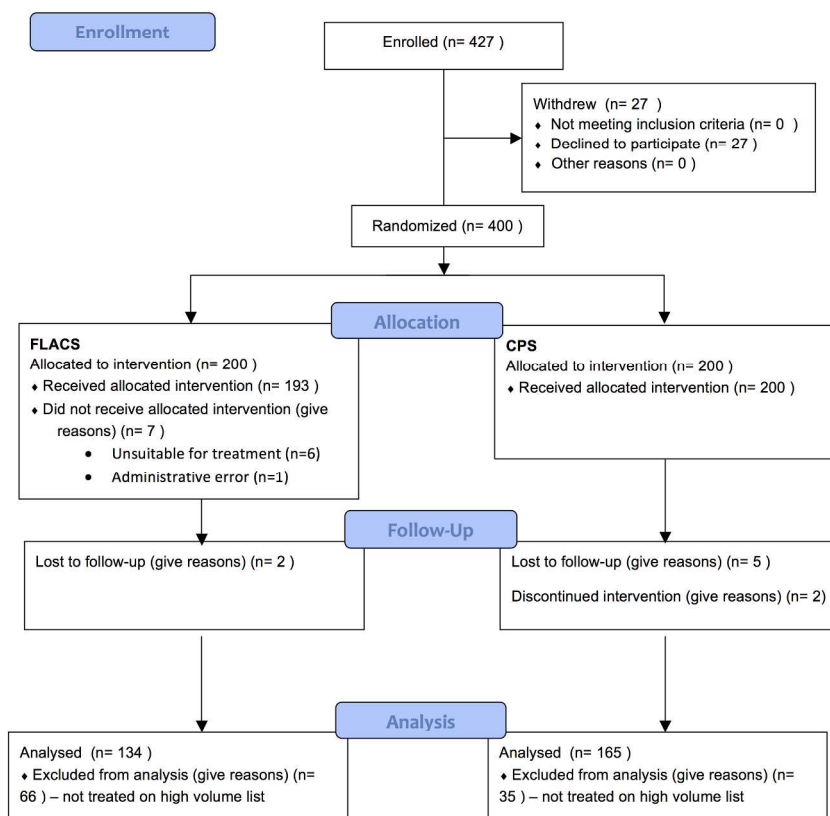 Enrollment
Enrolled (n= 427 )
Withdrew (n= 27 )
♦ Not meeting inclusion criteria (n= 0 )
♦ Declined to participate (n= 27 )
♦ Other reasons (n= 0 )
Randomized (n= 400 )
Allocation
FLACS
Allocated to intervention (n= 200 )
♦ Received allocated intervention (n= 193 )
♦ Did not receive allocated intervention (give
reasons) (n= 7 )
• Unsuitable for treatment (n=6)
• Administrative error (n=1)
CPS
Allocated to intervention (n= 200 )
♦ Received allocated intervention (n= 200 )
Follow-Up
Lost to follow-up (give reasons) (n= 2 )
Lost to follow-up (give reasons) (n= 5 )
Discontinued intervention (give reasons) (n= 2)
Analysis
Analysed (n= 134 )
♦ Excluded from analysis (give reasons) (n=
66 ) – not treated on high volume list
Analysed (n= 165 )
♦ Excluded from analysis (give reasons) (n=
35 ) – not treated on high volume list